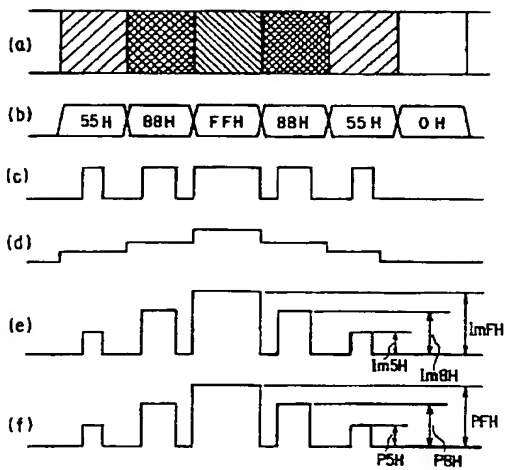 (a)
(b) 55H 88H FFH 88H 55H 0H
(c)
(d)
(e)
ImFH
Im5H
Im8H
(f)
PFH
P5H P8H